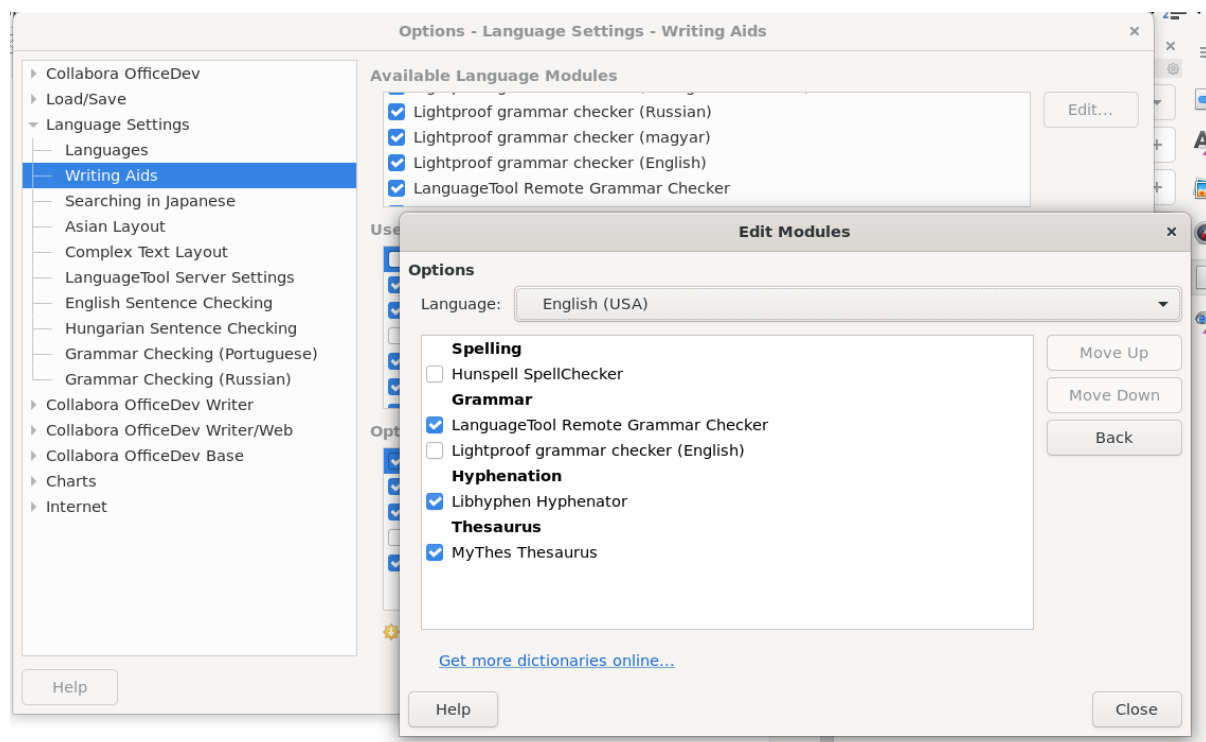 Options - Language Settings - Writing Aids
Collabora OfficeDev
Load/Save
Language Settings
Languages
Writing Aids
Searching in Japanese
Asian Layout
Complex Text Layout
LanguageTool Server Settings
English Sentence Checking
Hungarian Sentence Checking
Grammar Checking (Portuguese)
Grammar Checking (Russian)
Collabora OfficeDev Writer
Collabora OfficeDev Writer/Web
Collabora OfficeDev Base
Charts
Internet
Help
Available Language Modules
Lightproof grammar checker (Russian)
Lightproof grammar checker (magyar)
Lightproof grammar checker (English)
LanguageTool Remote Grammar Checker
Edit...
Use
Opt
Edit Modules
Options
Language: English (USA)
Spelling
Hunspell SpellChecker
Grammar
LanguageTool Remote Grammar Checker
Lightproof grammar checker (English)
Hyphenation
Libhyphen Hyphenator
Thesaurus
MyThes Thesaurus
Move Up
Move Down
Back
Get more dictionaries online...
Help
Close